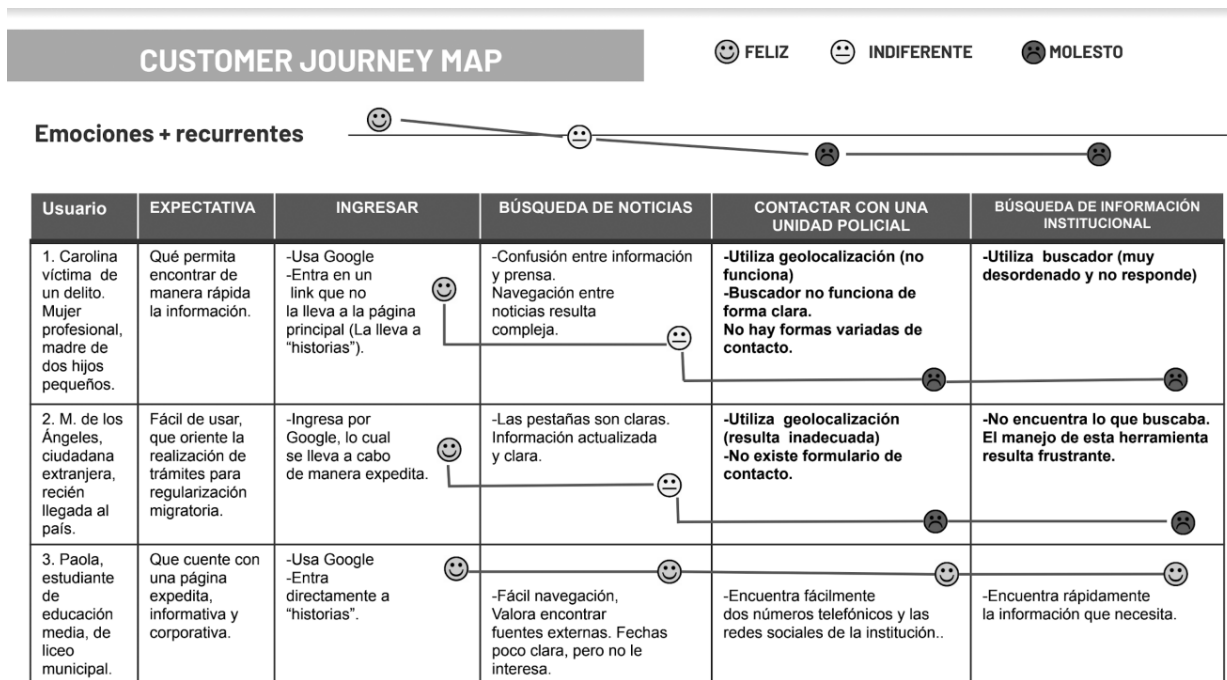 CUSTOMER JOURNEY MAP
FELIZ
INDIFERENTE
MOLESTO
Emociones + recurrentes
Usuario
EXPECTATIVA
INGRESAR
BÚSQUEDA DE NOTICIAS
CONTACTAR CON UNA
UNIDAD POLICIAL
BÚSQUEDA DE INFORMACIÓN
INSTITUCIONAL
1. Carolina
víctima de
un delito.
Mujer
profesional,
madre de
dos hijos
pequeños.
Qué permita
encontrar de
manera rápida
la información.
-Usa Google
-Entra en un
link que no
la lleva a la página
principal (La lleva a
“historias”).
-Confusión entre información
y prensa.
Navegación entre
noticias resulta
compleja.
-Utiliza geolocalización (no
funciona)
-Buscador no funciona de
forma clara.
No hay formas variadas de
contacto.
-Utiliza buscador (muy
desordenado y no responde)
2. M. de los
Ángeles,
ciudadana
extranjera,
recién
llegada al
país.
Fácil de usar,
que oriente la
realización de
trámites para
regularización
migratoria.
-Ingresa por
Google, lo cual
se lleva a cabo
de manera expedita.
-Las pestañas son claras.
Información actualizada
y clara.
-Utiliza geolocalización
(resulta inadecuada)
-No existe formulario de
contacto.
-No encuentra lo que buscaba.
El manejo de esta herramienta
resulta frustrante.
3. Paola,
estudiante
de
educación
media, de
liceo
municipal.
Que cuente con
una página
expedita,
informativa y
corporativa.
-Usa Google
-Entra
directamente a
“historias”.
-Fácil navegación,
Valora encontrar
fuentes externas. Fechas
poco clara, pero no le
interesa.
-Encuentra fácilmente
dos números telefónicos y las
redes sociales de la institución..
-Encuentra rápidamente
la información que necesita.